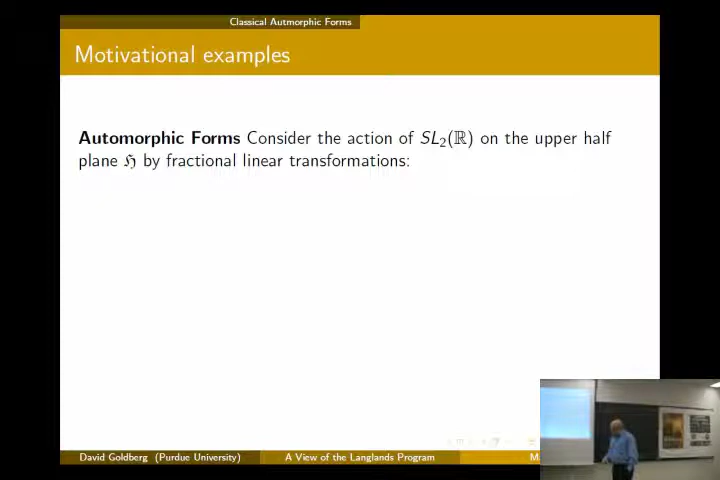 Classical Autmorphic Forms
Motivational examples
Automorphic Forms Consider the action of SL₂(ℝ) on the upper half
plane ℌ by fractional linear transformations:
David Goldberg (Purdue University) A View of the Langlands Program